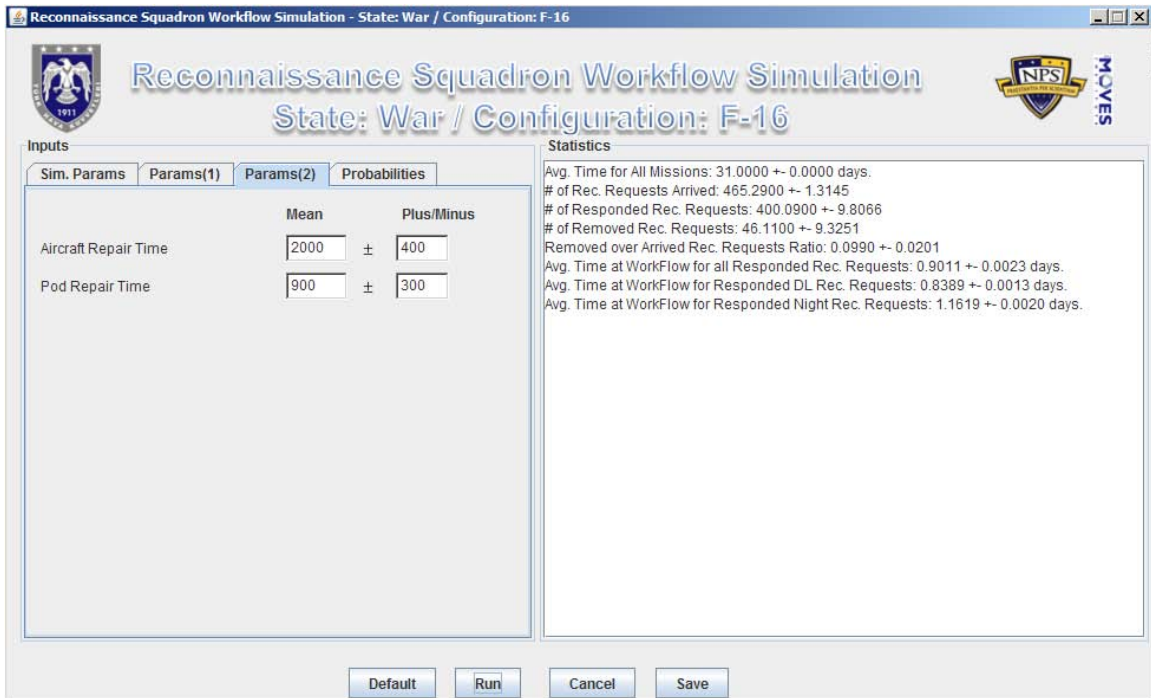 Reconnaissance Squadron Workflow Simulation - State: War / Configuration: F-16
Reconnaissance Squadron Workflow Simulation
State: War / Configuration: F-16
1911
NPS
PRAESTANTIA PER SCIENTIAM
MOVES
Inputs
Sim. Params
Params(1)
Params(2)
Probabilities
Mean Plus/Minus
Aircraft Repair Time 2000 ± 400
Pod Repair Time 900 ± 300
Statistics
Avg. Time for All Missions: 31.0000 +- 0.0000 days.
# of Rec. Requests Arrived: 465.2900 +- 1.3145
# of Responded Rec. Requests: 400.0900 +- 9.8066
# of Removed Rec. Requests: 46.1100 +- 9.3251
Removed over Arrived Rec. Requests Ratio: 0.0990 +- 0.0201
Avg. Time at WorkFlow for all Responded Rec. Requests: 0.9011 +- 0.0023 days.
Avg. Time at WorkFlow for Responded DL Rec. Requests: 0.8389 +- 0.0013 days.
Avg. Time at WorkFlow for Responded Night Rec. Requests: 1.1619 +- 0.0020 days.
Default
Run
Cancel
Save